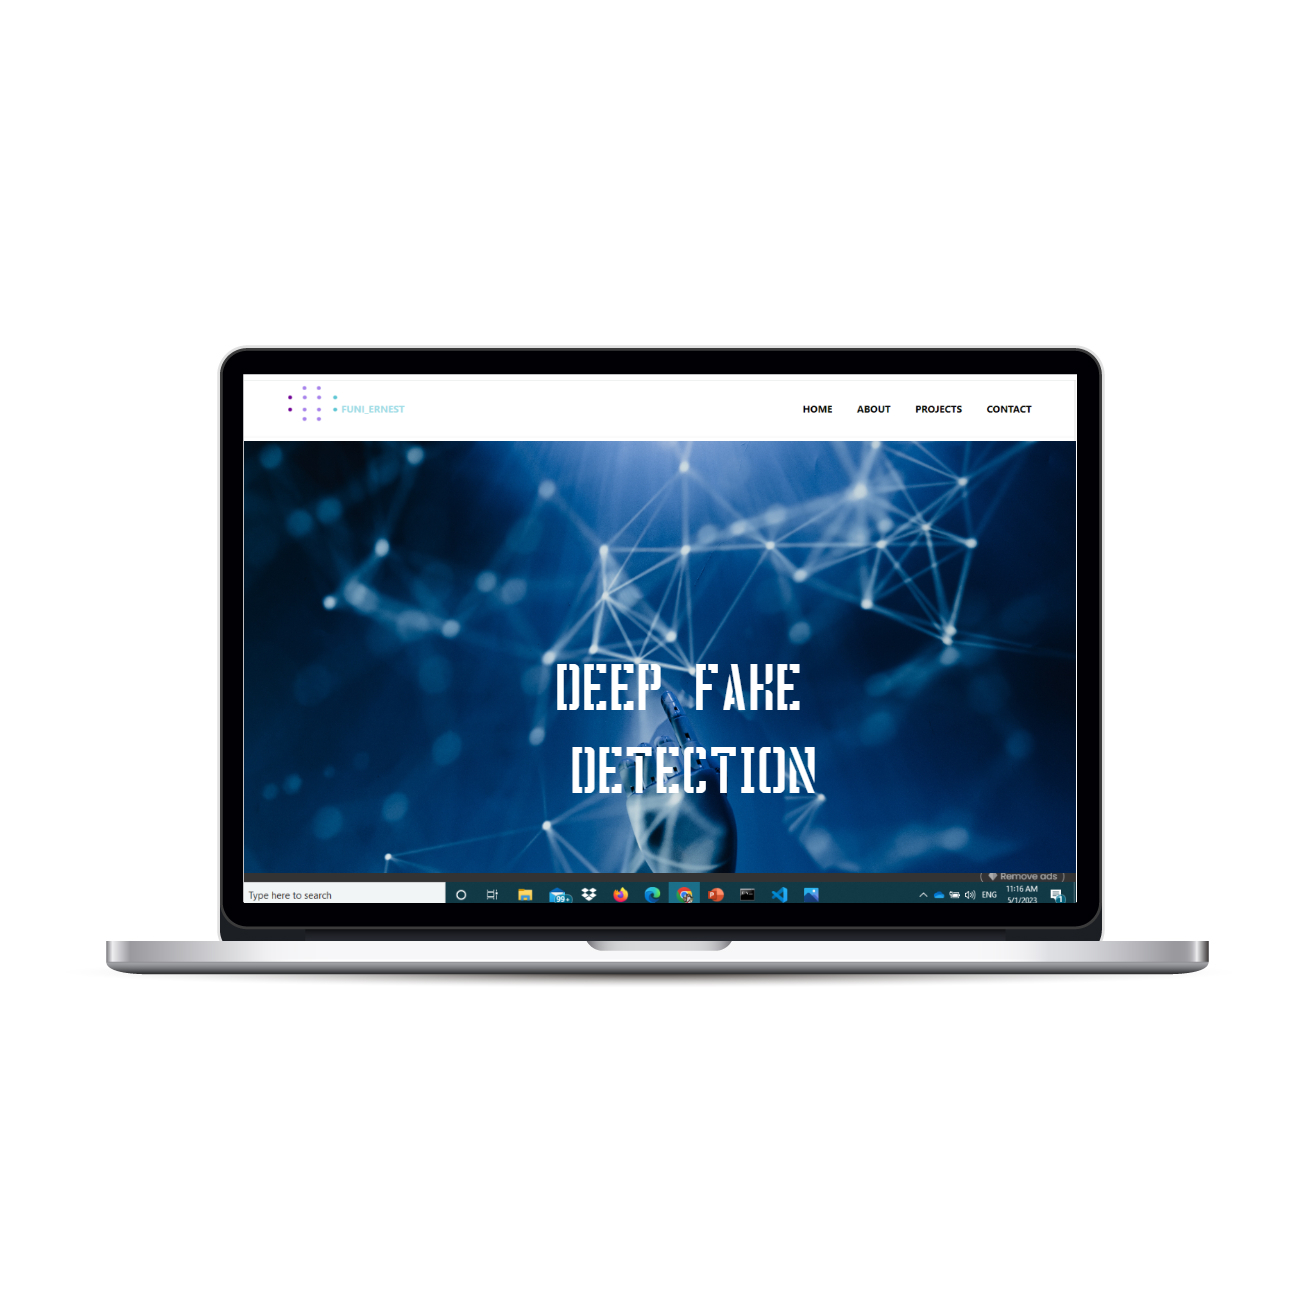 FUNI_ERNEST
HOME ABOUT PROJECTS CONTACT
DEEP FAKE
DETECTION
Remove ads
Type here to search
99+
ENG
11:16 AM
5/1/2023
1